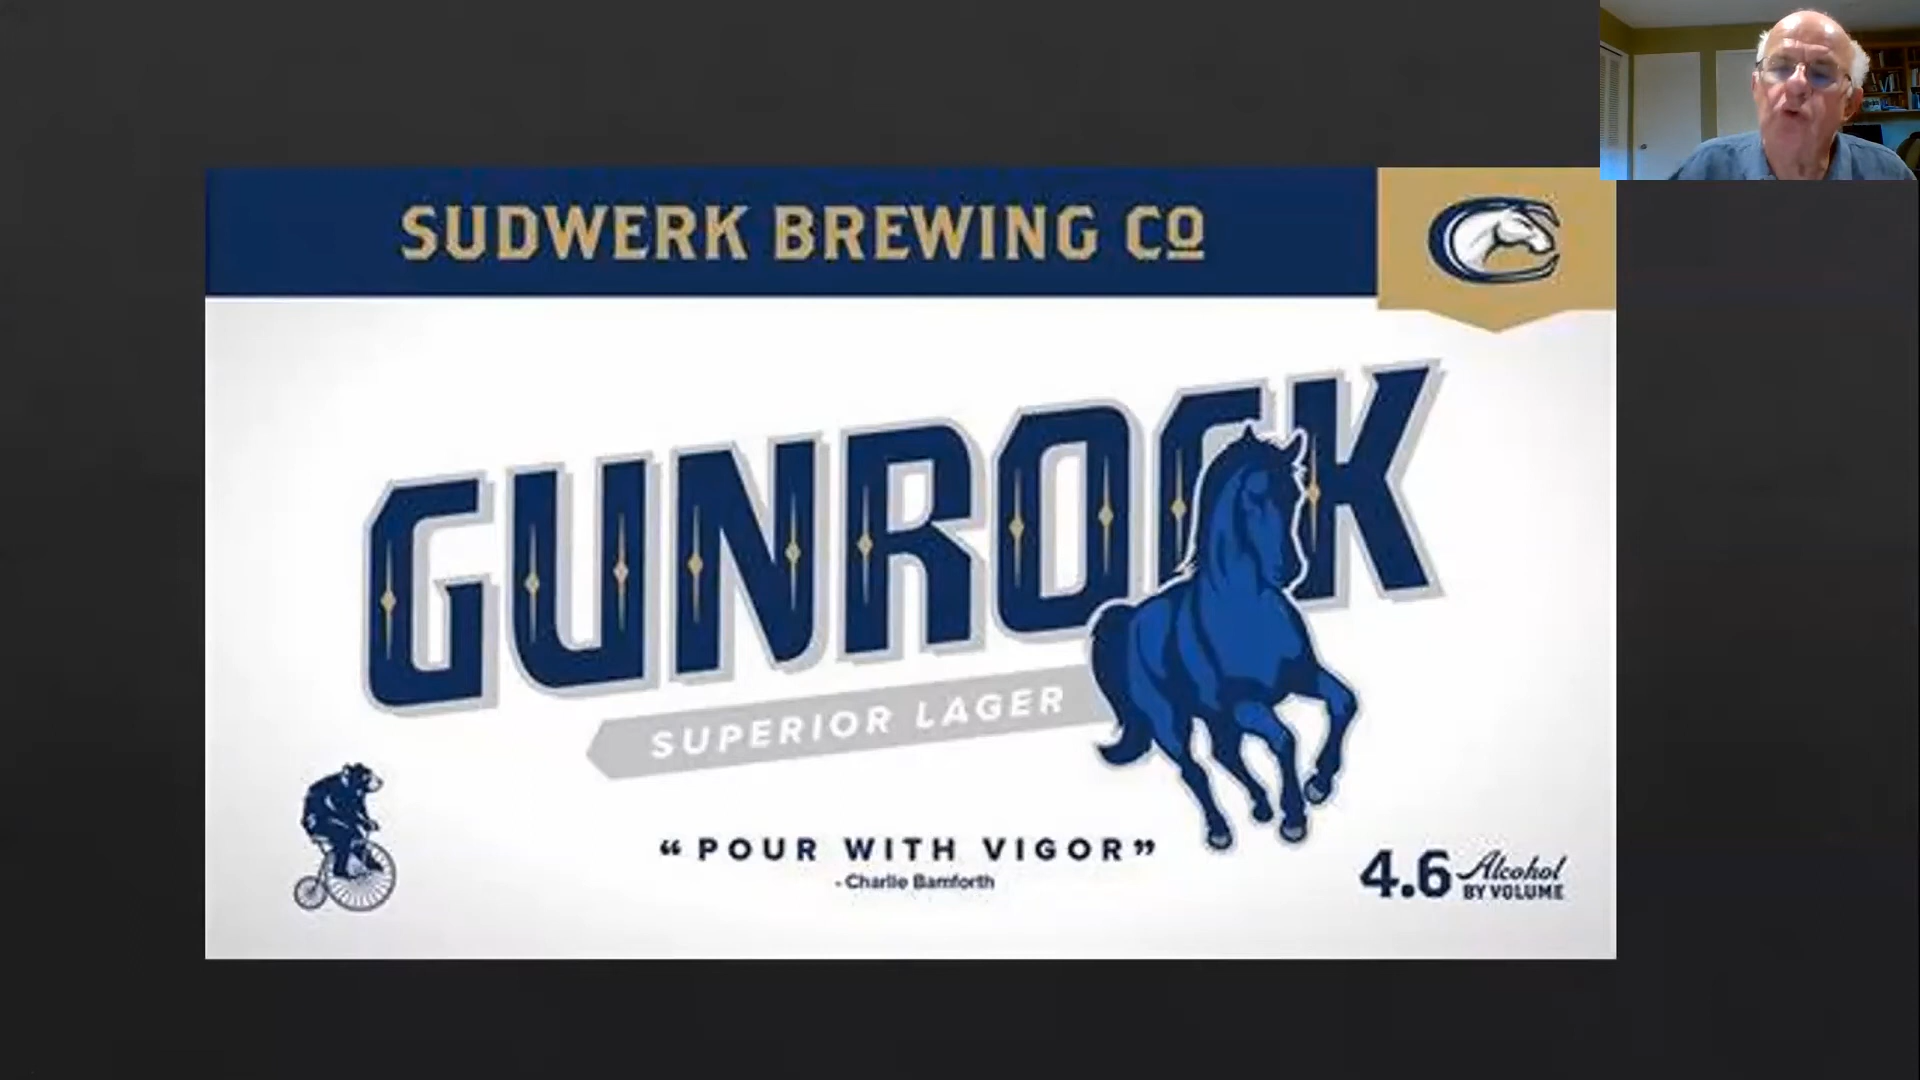 SUDWERK BREWING CO
GUNROCK
SUPERIOR LAGER
“POUR WITH VIGOR”
- Charlie Bamforth
4.6 Alcohol
BY VOLUME